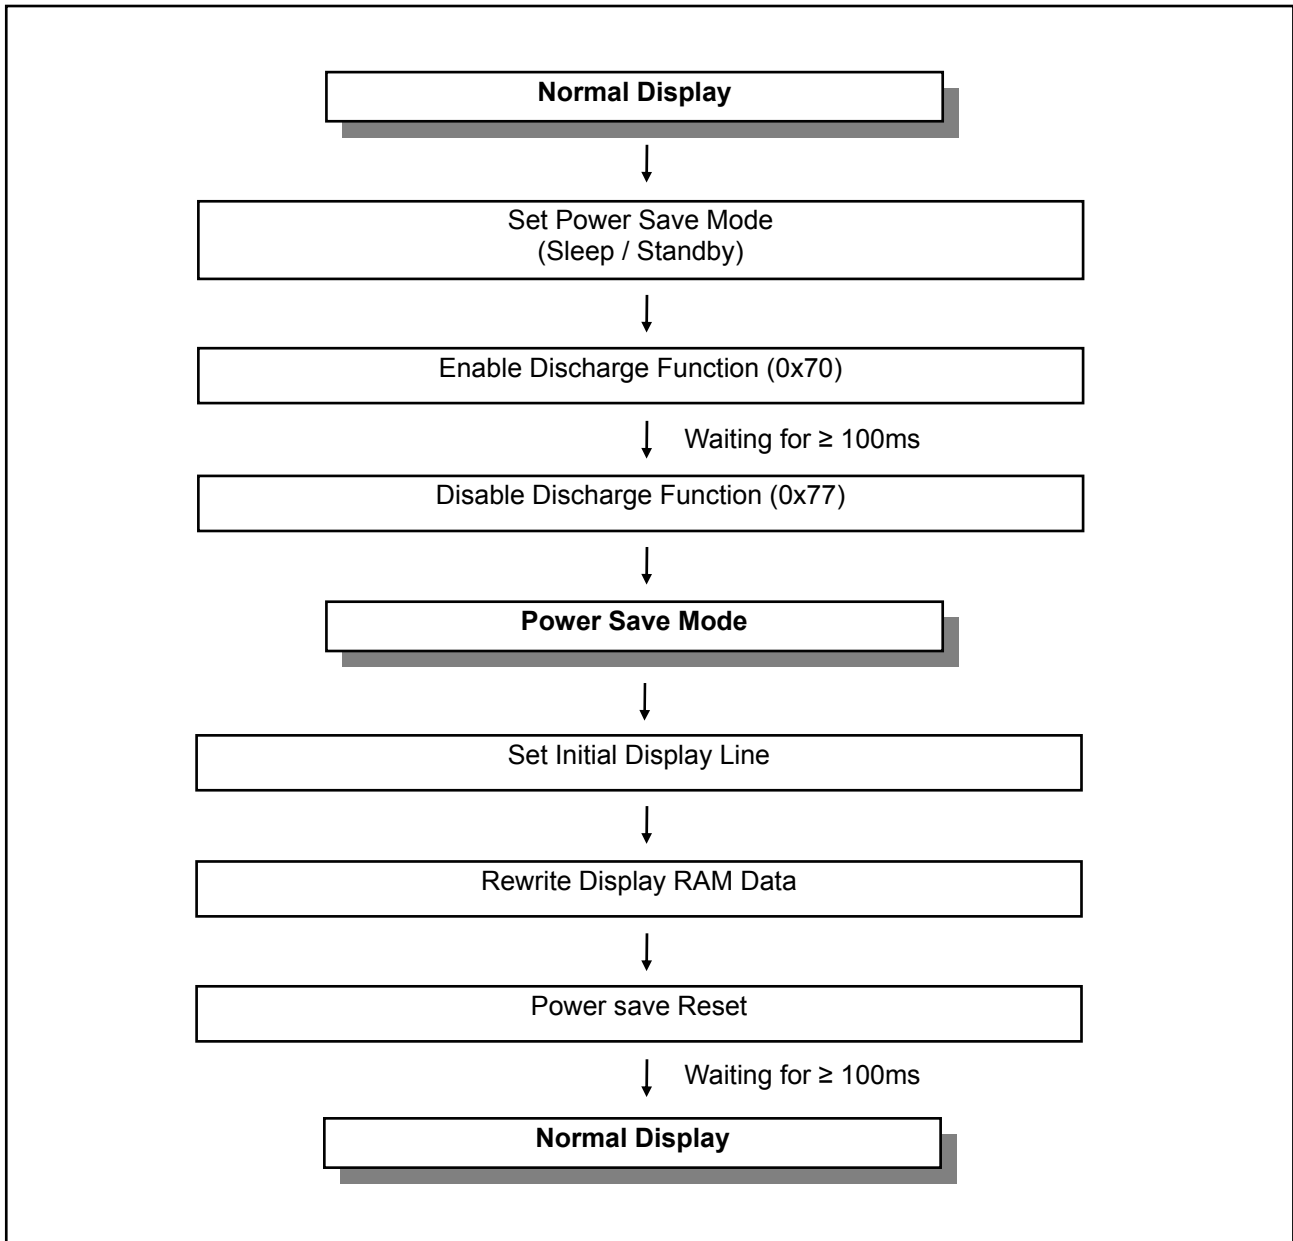 Normal Display
Set Power Save Mode
(Sleep / Standby)
Enable Discharge Function (0x70)
Waiting for ≥ 100ms
Disable Discharge Function (0x77)
Power Save Mode
Set Initial Display Line
Rewrite Display RAM Data
Power save Reset
Waiting for ≥ 100ms
Normal Display